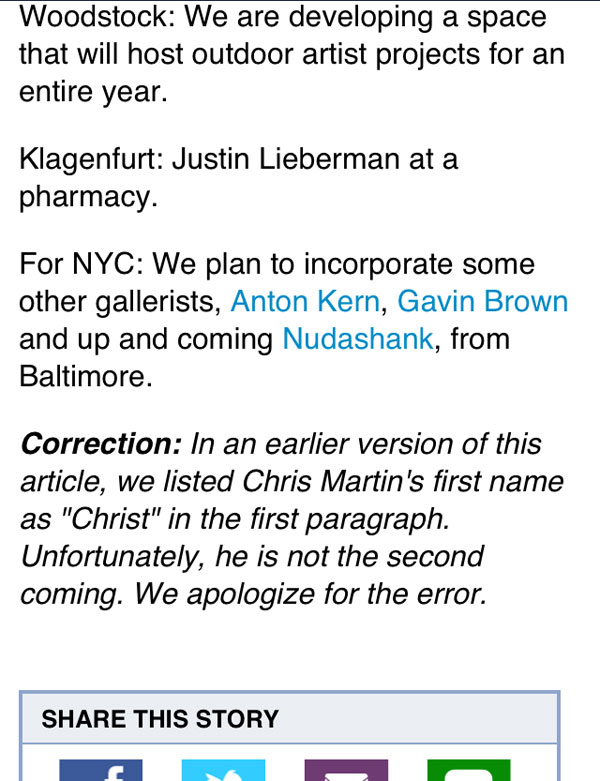 Woodstock: We are developing a space
that will host outdoor artist projects for an
entire year.
Klagenfurt: Justin Lieberman at a
pharmacy.
For NYC: We plan to incorporate some
other gallerists, Anton Kern, Gavin Brown
and up and coming Nudashank, from
Baltimore.
Correction: In an earlier version of this
article, we listed Chris Martin's first name
as "Christ" in the first paragraph.
Unfortunately, he is not the second
coming. We apologize for the error.
SHARE THIS STORY